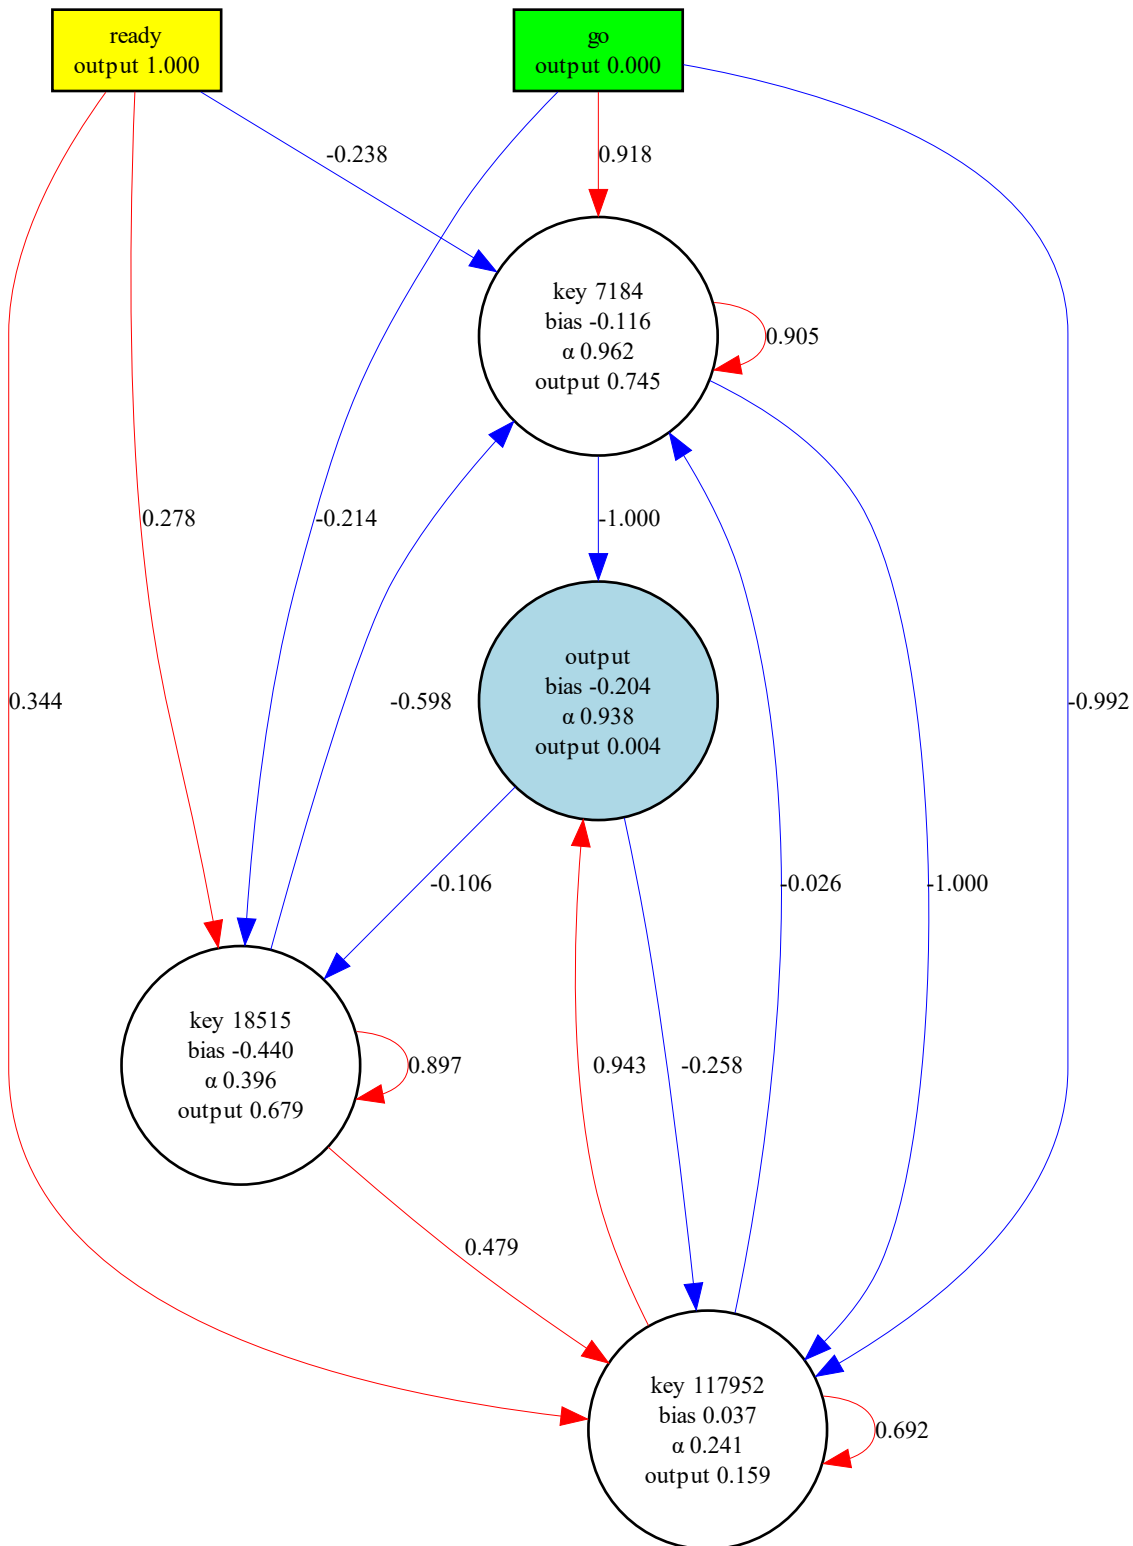 ready
output 1.000
go
output 0.000
-0.238
0.918
key 7184
bias -0.116
α 0.962
output 0.745
0.905
0.278
-0.214
-1.000
output
bias -0.204
α 0.938
output 0.004
0.344
-0.598
-0.992
-0.106
-0.026
-1.000
key 18515
bias -0.440
α 0.396
output 0.679
0.897
0.943
-0.258
0.479
key 117952
bias 0.037
α 0.241
output 0.159
0.692